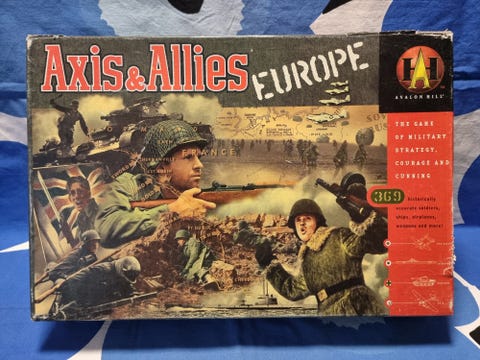 Axis & Allies
EUROPE
AVALON HILL
THE GAME
OF MILITARY
STRATEGY,
COURAGE AND
CUNNING
369 historically
accurate soldiers,
ships, airplanes,
weapons and more!
FRANCE